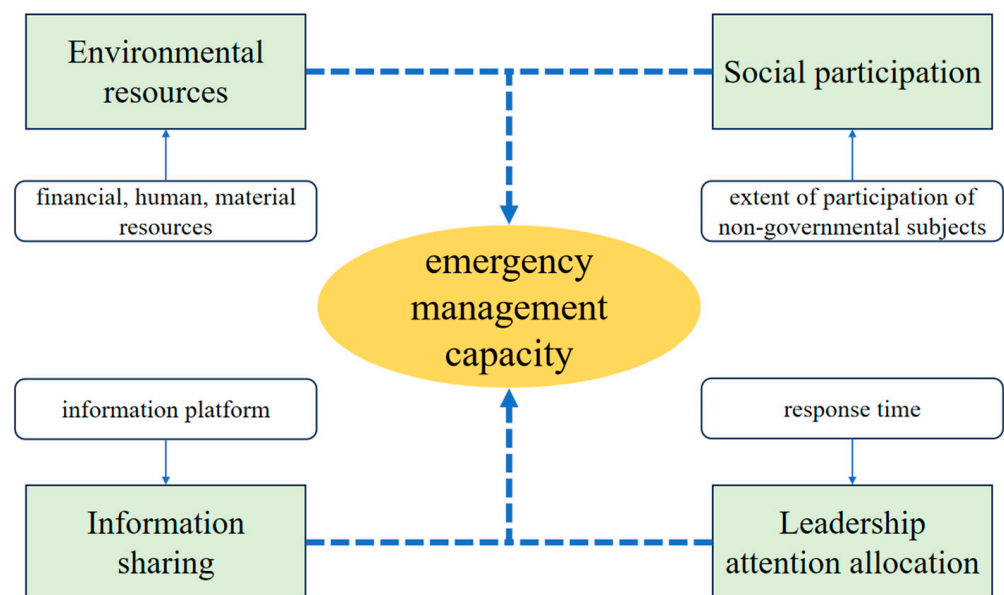 Environmental
resources
Social participation
financial, human, material
resources
extent of participation of
non-governmental subjects
emergency
management
capacity
information platform
response time
Information
sharing
Leadership
attention allocation